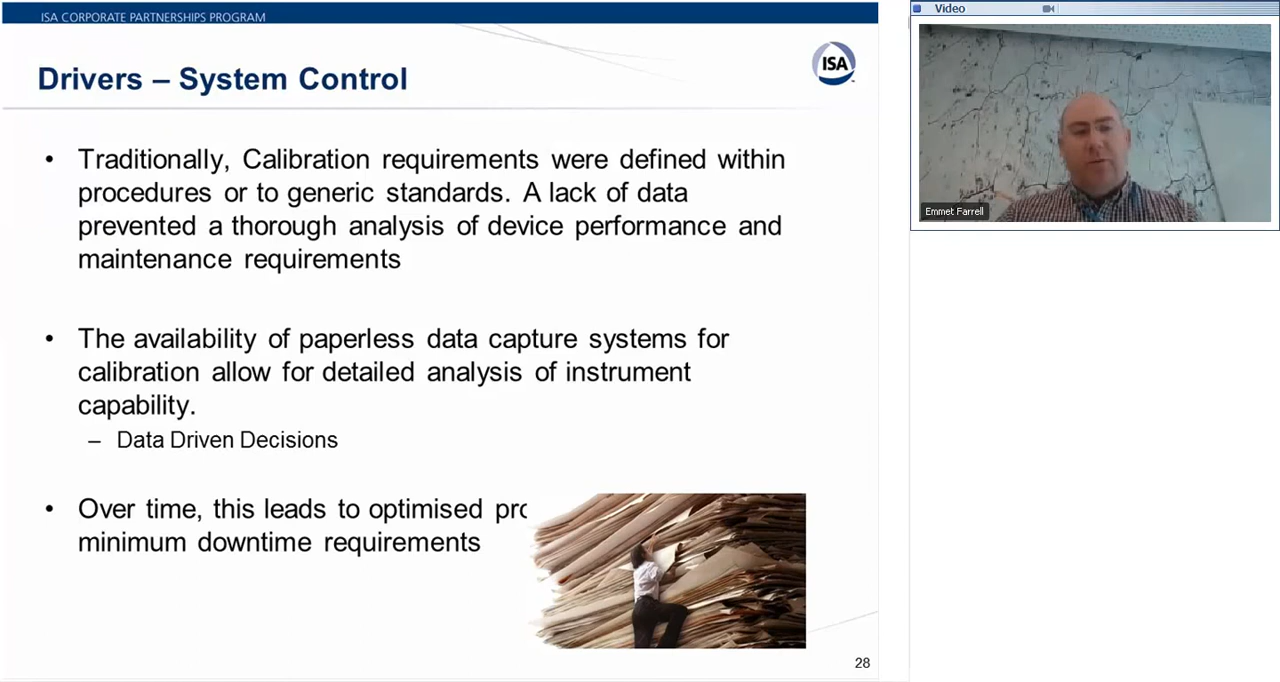 ISA CORPORATE PARTNERSHIPS PROGRAM
Drivers – System Control
ISA
• Traditionally, Calibration requirements were defined within
procedures or to generic standards. A lack of data
prevented a thorough analysis of device performance and
maintenance requirements
• The availability of paperless data capture systems for
calibration allow for detailed analysis of instrument
capability.
– Data Driven Decisions
• Over time, this leads to optimised
minimum downtime requirements
28
Video
Emmet Farrell